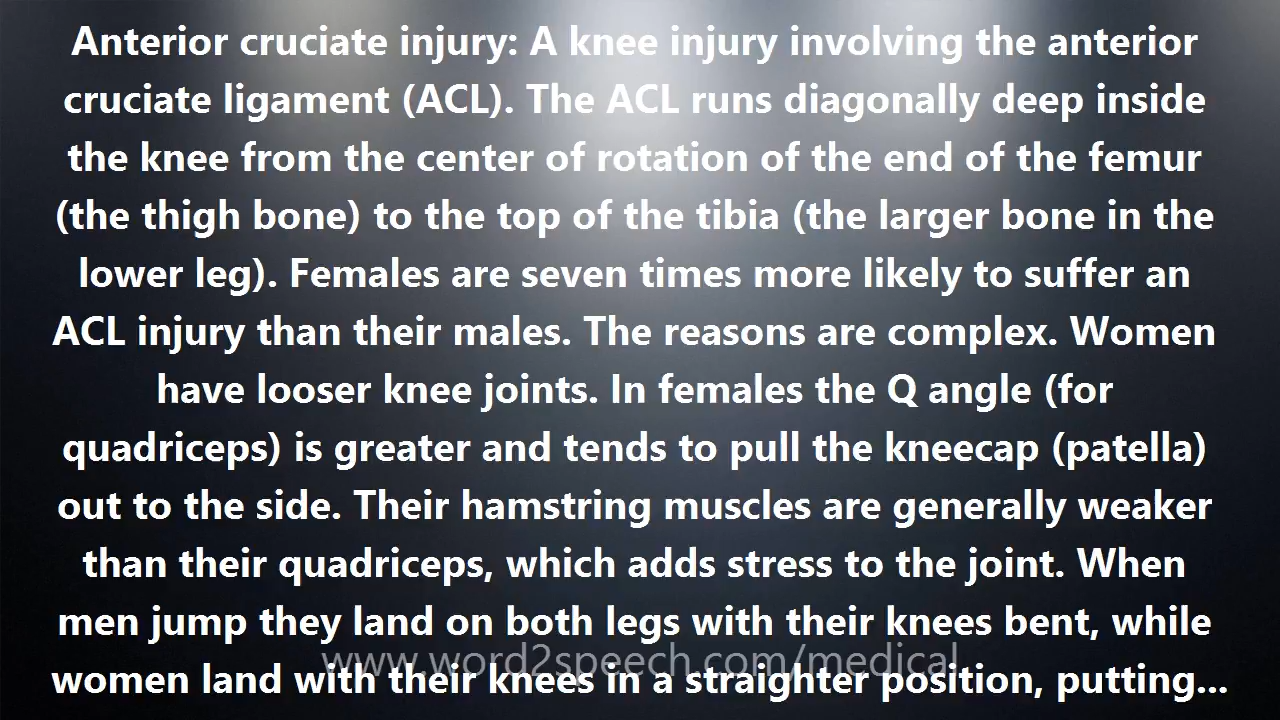 Anterior cruciate injury: A knee injury involving the anterior
cruciate ligament (ACL). The ACL runs diagonally deep inside
the knee from the center of rotation of the end of the femur
(the thigh bone) to the top of the tibia (the larger bone in the
lower leg). Females are seven times more likely to suffer an
ACL injury than their males. The reasons are complex. Women
have looser knee joints. In females the Q angle (for
quadriceps) is greater and tends to pull the kneecap (patella)
out to the side. Their hamstring muscles are generally weaker
than their quadriceps, which adds stress to the joint. When
men jump they land on both legs with their knees bent, while
www.word2speech.com/medical
women land with their knees in a straighter position, putting...